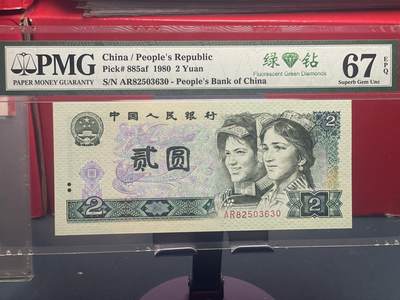 PMG
PAPER MONEY GUARANTY
China / People's Republic
Pick# 885af 1980 2 Yuan
S/N AR82503630 - People's Bank of China
绿 钻
Fluorescent Green Diamonds
67 EPQ
Superb Gem Unc
中国人民银行
贰圆
2
2
AR82503630